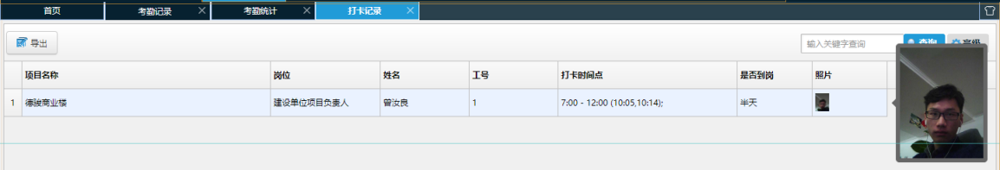 首页 考勤记录 考勤统计 打卡记录
导出 输入关键字查询 查询 高级
项目名称 岗位 姓名 工号 打卡时间点 是否到岗 照片
1 德骏商业楼 建设单位项目负责人 曾汝良 1 7:00 - 12:00 (10:05,10:14); 半天